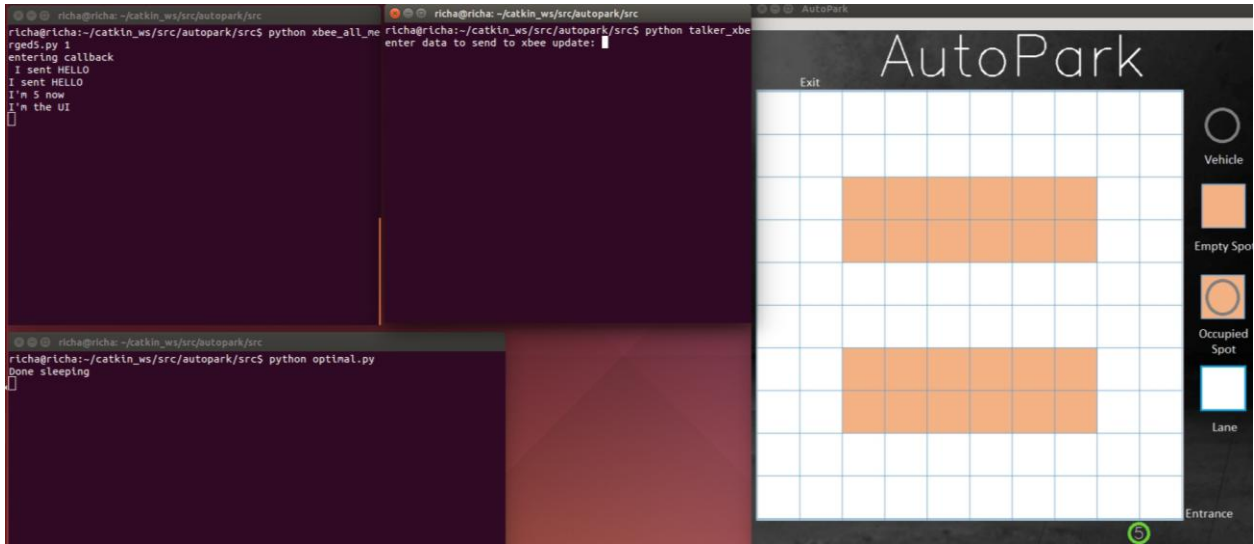 richa@richa: ~/catkin_ws/src/autopark/src
richa@richa:~/catkin_ws/src/autopark/src$ python xbee_all_me
rged5.py 1
entering callback
I sent HELLO
I sent HELLO
I'm 5 now
I'm the UI
richa@richa: ~/catkin_ws/src/autopark/src
richa@richa:~/catkin_ws/src/autopark/src$ python talker_xbe
enter data to send to xbee update:
richa@richa: ~/catkin_ws/src/autopark/src
richa@richa:~/catkin_ws/src/autopark/src$ python optimal.py
Done sleeping
AutoPark
AutoPark
Exit
Vehicle
Empty Spot
Occupied
Spot
Lane
Entrance
5